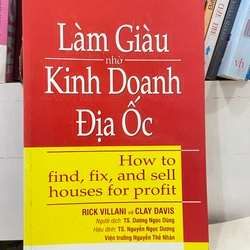 Làm Giàu
nhờ
Kinh Doanh
Địa Ốc
How to
find, fix, and sell
houses for profit
RICK VILLANI và CLAY DAVIS
Người dịch: TS. Dương Ngọc Dũng
Hiệu đính: TS. Nguyễn Ngọc Dương
Viện trưởng Nguyễn Thế Nhân